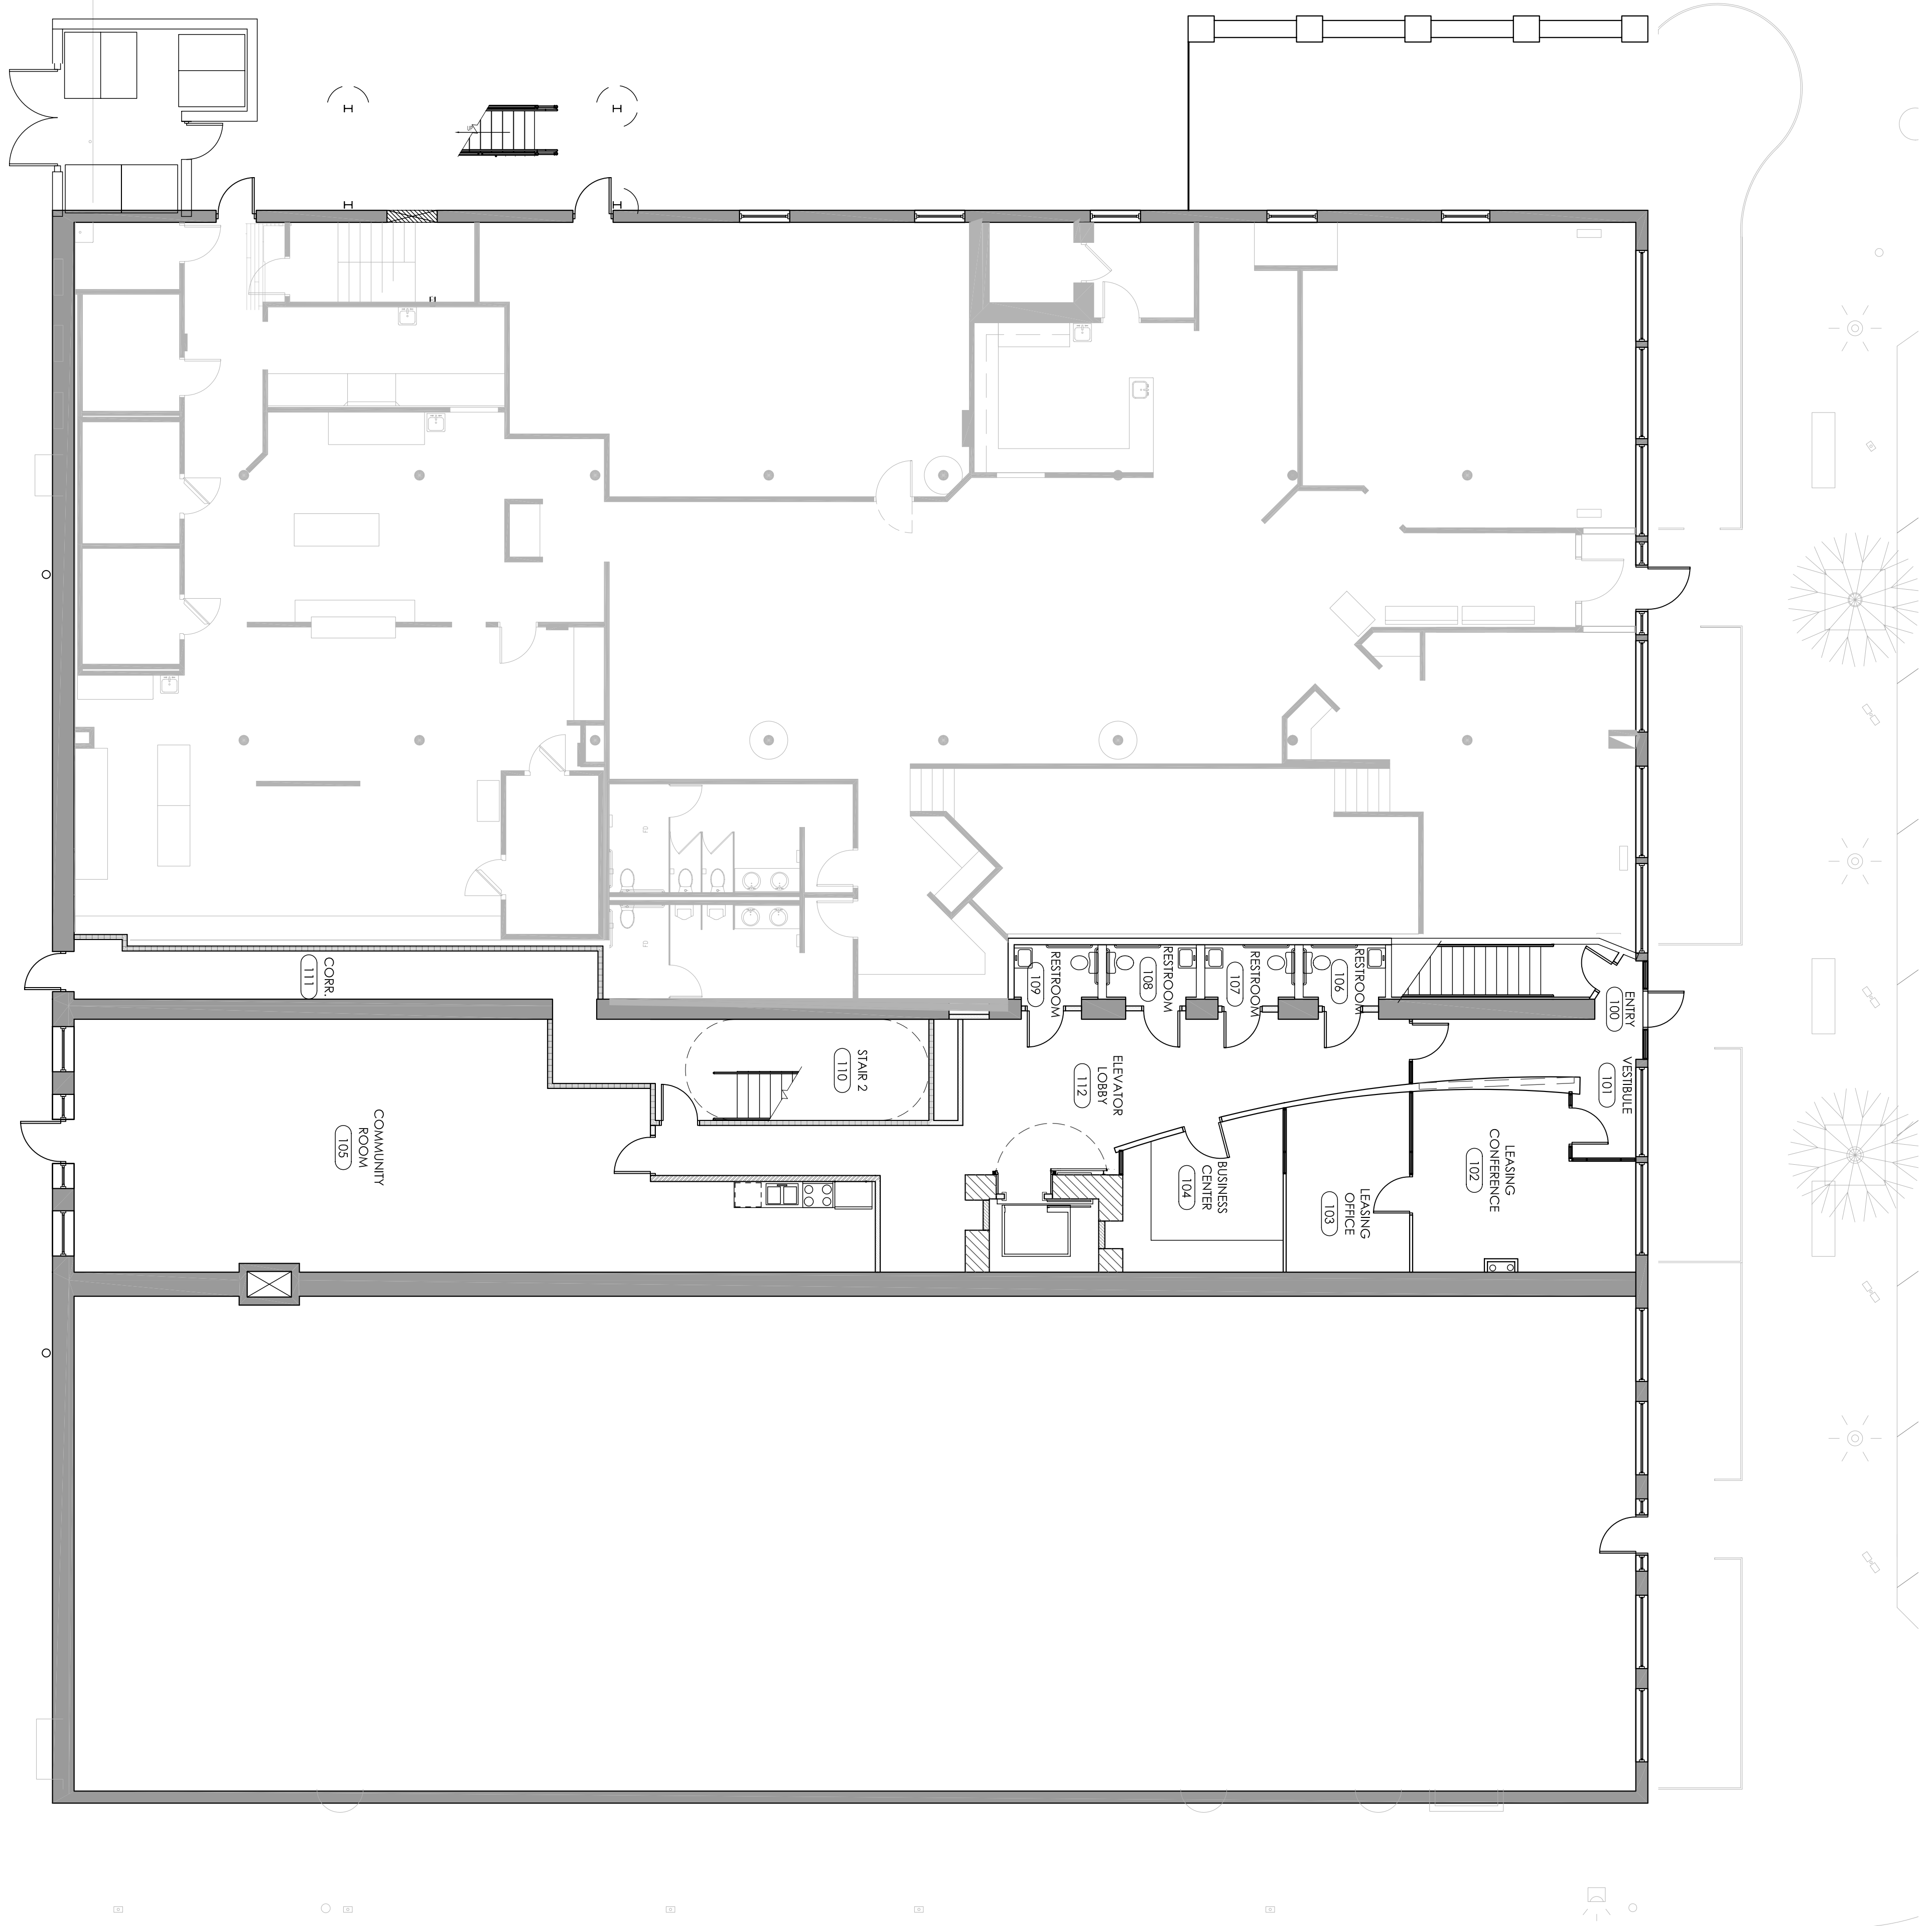 ENTRY
100
VESTIBULE
101
LEASING
CONFERENCE
102
LEASING
OFFICE
103
BUSINESS
CENTER
104
RESTROOM
106
RESTROOM
107
RESTROOM
108
RESTROOM
109
ELEVATOR
LOBBY
112
STAIR 2
110
COMMUNITY
ROOM
105
CORR.
111